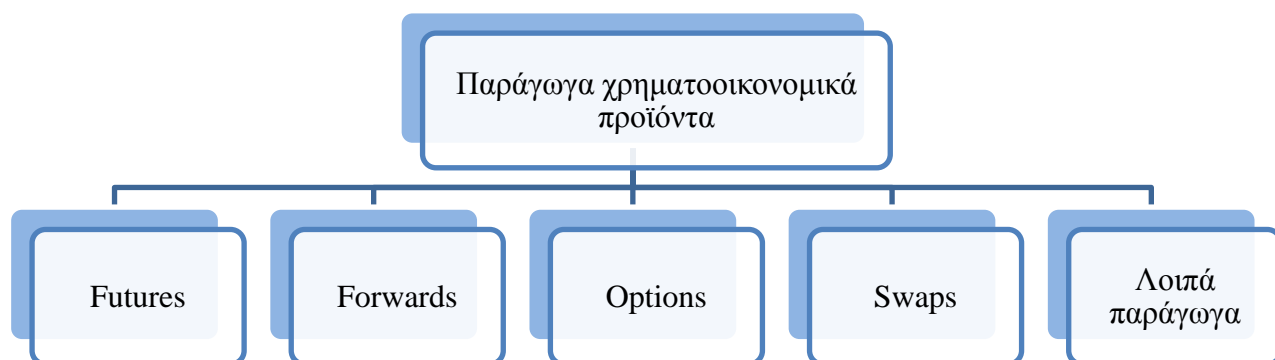 Παράγωγα χρηματοοικονομικά
προϊόντα
Futures
Forwards
Options
Swaps
Λοιπά
παράγωγα